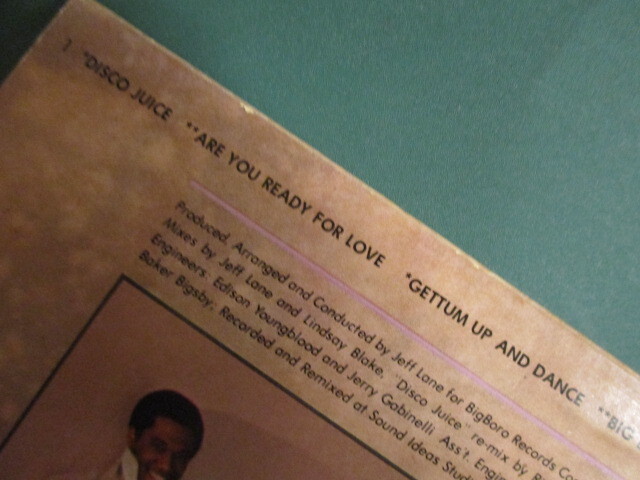 1 *DISCO JUICE **ARE YOU READY FOR LOVE *GETTUM UP AND DANCE **BIG
Produced, Arranged and Conducted by Jeff Lane for BigBoro Records
Mixes by Jeff Lane and Lindsay Blake. "Disco Juice" re-mix by
Engineers: Edison Youngblood and Jerry Gabinelli Ass't.
Baker Bigsby; Recorded and Remixed at Sound Ideas